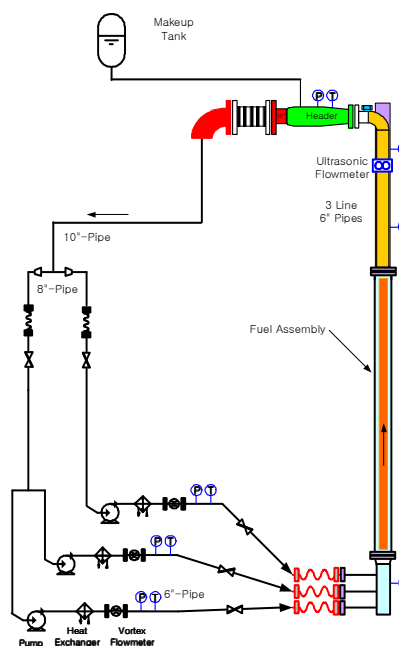 Makeup
Tank
P T
Header
Ultrasonic
Flowmeter
3 Line
6" Pipes
10"-Pipe
8"-Pipe
Fuel Assembly
P T
P T
P T
6"-Pipe
Pump
Heat
Exchanger
Vortex
Flowmeter